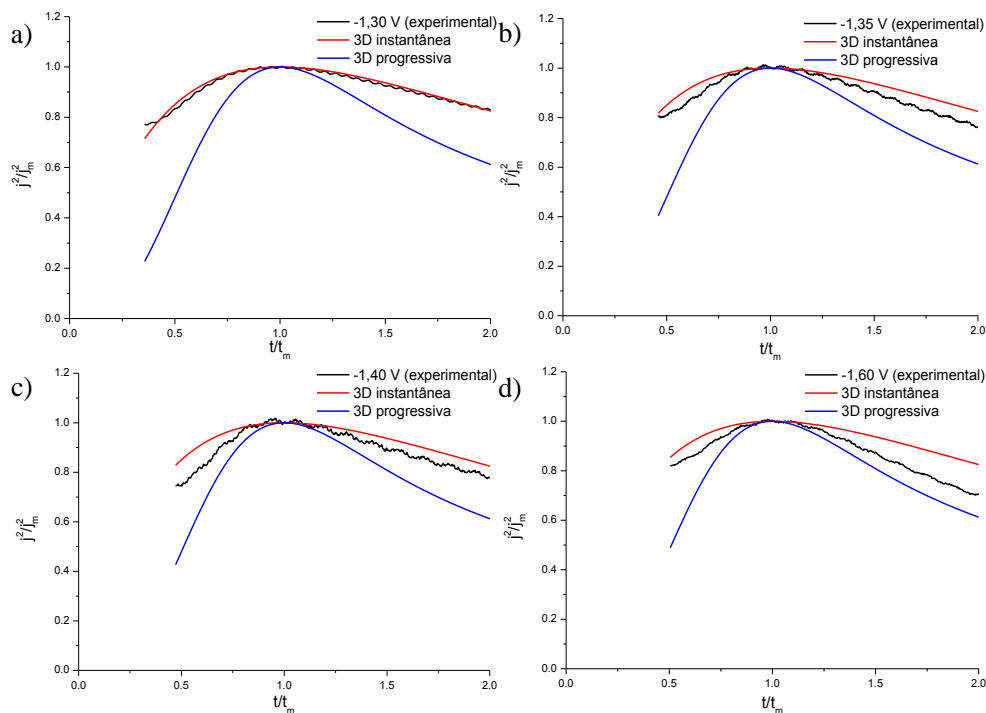 a)
-1,30 V (experimental)
3D instantânea
3D progressiva
1.2
1.0
0.8
0.6
0.4
0.2
0.0
0.0 0.5 1.0 1.5 2.0
j²/j²m
t/tm
b)
-1,35 V (experimental)
3D instantânea
3D progressiva
1.2
1.0
0.8
0.6
0.4
0.2
0.0
0.0 0.5 1.0 1.5 2.0
j²/j²m
t/tm
c)
-1,40 V (experimental)
3D instantânea
3D progressiva
1.2
1.0
0.8
0.6
0.4
0.2
0.0
0.0 0.5 1.0 1.5 2.0
j²/j²m
t/tm
d)
-1,60 V (experimental)
3D instantânea
3D progressiva
1.2
1.0
0.8
0.6
0.4
0.2
0.0
0.0 0.5 1.0 1.5 2.0
j²/j²m
t/tm